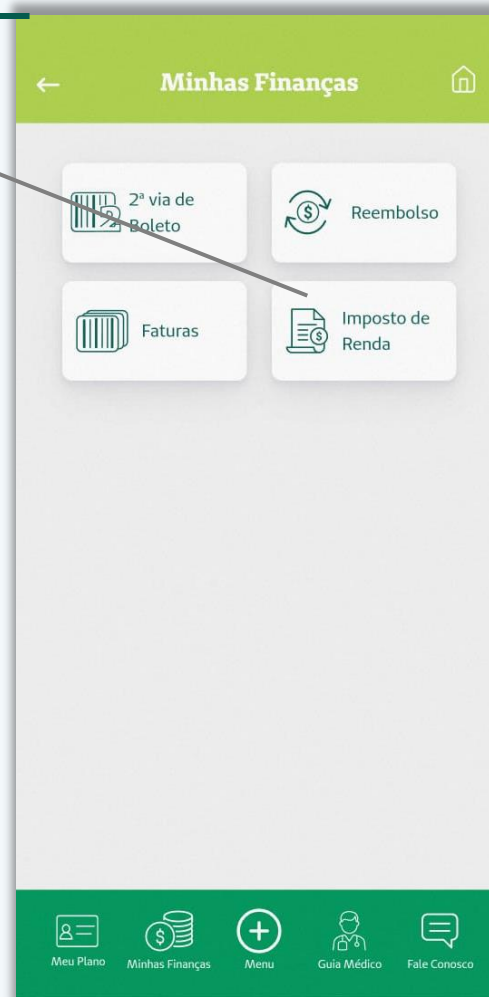 Minhas Finanças
2ª via de
Boleto
Reembolso
Faturas
Imposto de
Renda
Meu Plano
Minhas Finanças
Menu
Guia Médico
Fale Conosco